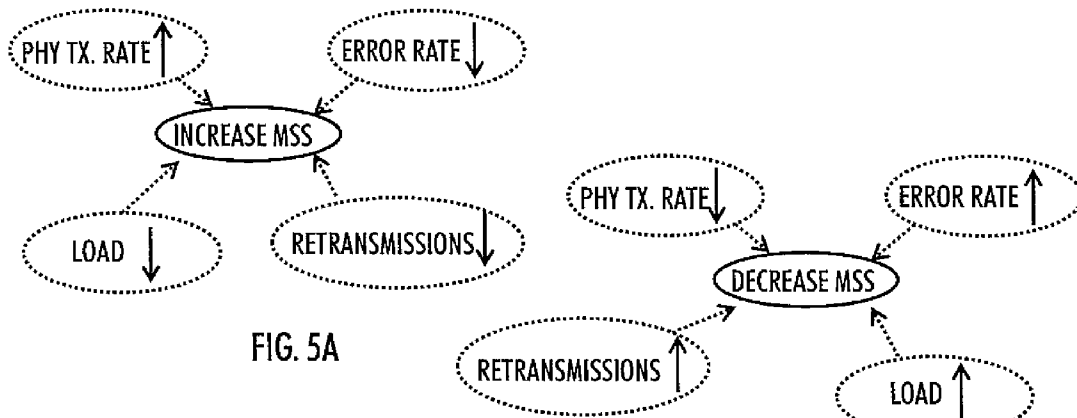 PHY TX. RATE ↑
ERROR RATE ↓
INCREASE MSS
LOAD ↓
RETRANSMISSIONS ↓
FIG. 5A
PHY TX. RATE ↓
ERROR RATE ↑
DECREASE MSS
RETRANSMISSIONS ↑
LOAD ↑